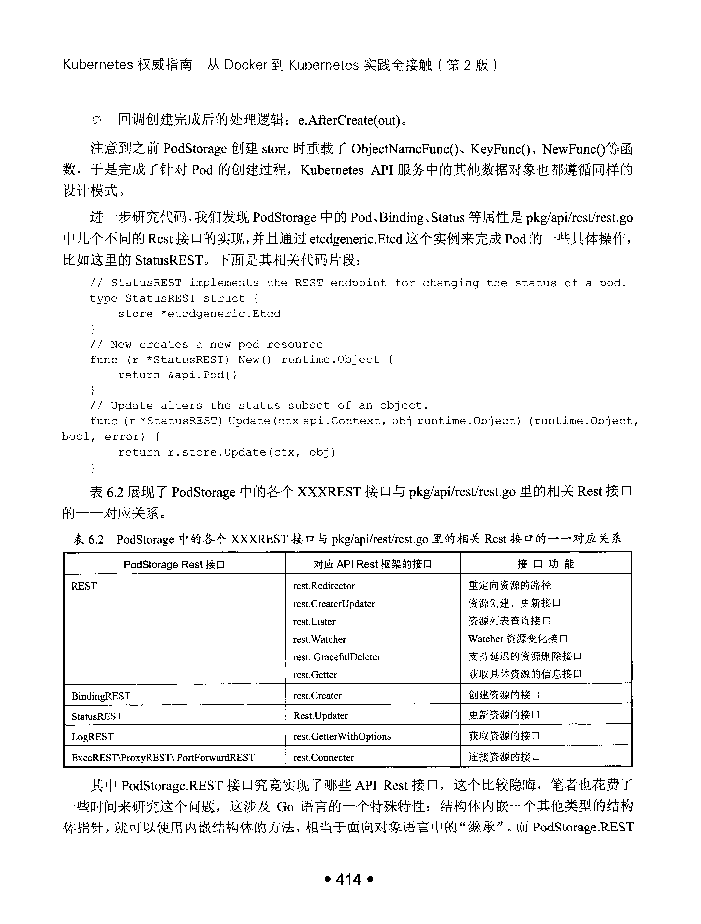 Kubernetes 权威指南 从 Docker 到 Kubernetes 实践全接触（第 2 版）
○ 回调创建完成后的处理逻辑：e.AfterCreate(out)。
注意到之前 PodStorage 创建 store 时重载了 ObjectNameFunc()、KeyFunc()、NewFunc()等函
数，于是完成了针对 Pod 的创建过程，Kubernetes API 服务中的其他数据对象也都遵循同样的
设计模式。
进一步研究代码，我们发现 PodStorage 中的 Pod、Binding、Status 等属性是 pkg/api/rest/rest.go
中几个不同的 Rest 接口的实现，并且通过 etcdgeneric.Etcd 这个实例来完成 Pod 的一些具体操作，
比如这里的 StatusREST。下面是其相关代码片段：
// StatusREST implements the REST endpoint for changing the status of a pod.
type StatusREST struct {
store *etcdgeneric.Etcd
}
// New creates a new pod resource
func (r *StatusREST) New() runtime.Object {
return &api.Pod{}
}
// Update alters the status subset of an object.
func (r *StatusREST) Update(ctx api.Context, obj runtime.Object) (runtime.Object,
bool, error) {
return r.store.Update(ctx, obj)
}
表 6.2 展现了 PodStorage 中的各个 XXXREST 接口与 pkg/api/rest/rest.go 里的相关 Rest 接口
的一一对应关系。
表 6.2 PodStorage 中的各个 XXXREST 接口与 pkg/api/rest/rest.go 里的相关 Rest 接口的一一对应关系
PodStorage Rest 接口 对应 API Rest 框架的接口 接 口 功 能
REST rest.Redirector 重定向资源的路径
rest.CreaterUpdater 资源创建、更新接口
rest.Lister 资源列表查询接口
rest.Watcher Watcher 资源变化接口
rest. GracefulDeleter 支持延迟的资源删除接口
rest.Getter 获取具体资源的信息接口
BindingREST rest.Creater 创建资源的接口
StatusREST Rest.Updater 更新资源的接口
LogREST rest.GetterWithOptions 获取资源的接口
ExecREST\ProxyREST\ PortForwardREST rest.Connecter 连接资源的接口
其中 PodStorage.REST 接口究竟实现了哪些 API Rest 接口，这个比较隐晦，笔者也花费了
一些时间来研究这个问题，这涉及 Go 语言的一个特殊特性：结构体内嵌一个其他类型的结构
体指针，就可以使用内嵌结构体的方法，相当于面向对象语言中的“继承”。而 PodStorage.REST
• 414 •